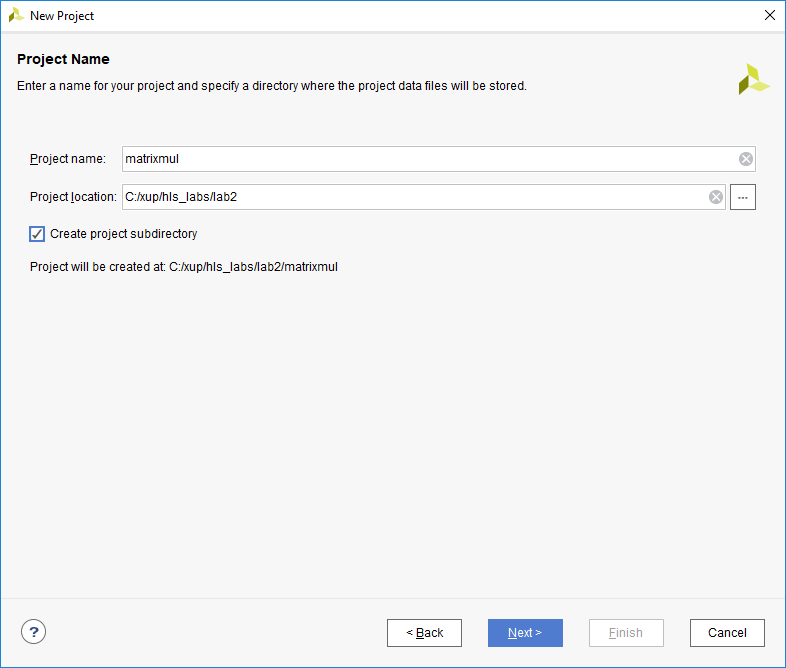 New Project
Project Name
Enter a name for your project and specify a directory where the project data files will be stored.
Project name: matrixmul
Project location: C:/xup/hls_labs/lab2 ...
Create project subdirectory
Project will be created at: C:/xup/hls_labs/lab2/matrixmul
? < Back Next > Finish Cancel